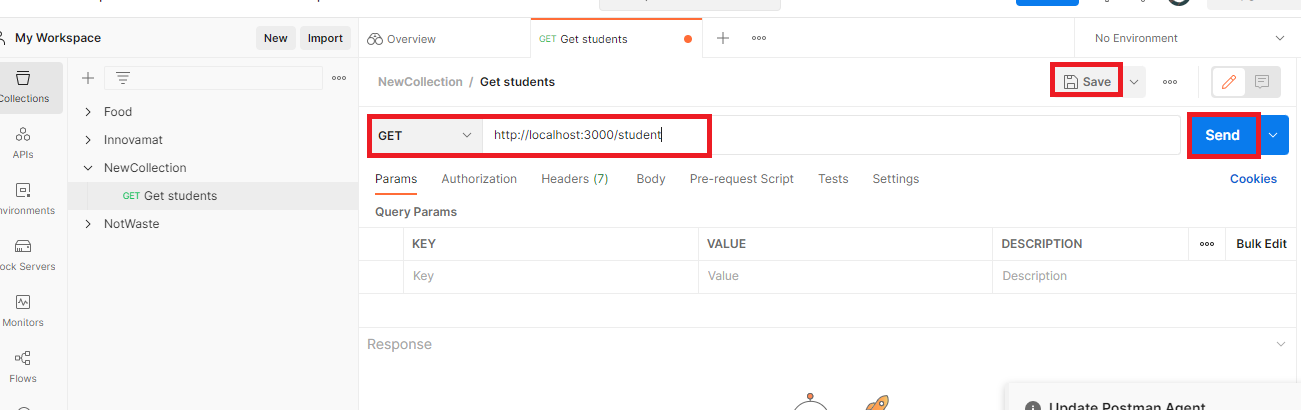 My Workspace
New
Import
Overview
GET Get students
No Environment
NewCollection / Get students
Save
Collections
APIs
Environments
Mock Servers
Monitors
Flows
Food
Innovamat
NewCollection
GET Get students
NotWaste
GET
http://localhost:3000/student
Send
Params
Authorization
Headers (7)
Body
Pre-request Script
Tests
Settings
Cookies
Query Params
KEY
VALUE
DESCRIPTION
Bulk Edit
Key
Value
Description
Response
Update Postman Agent